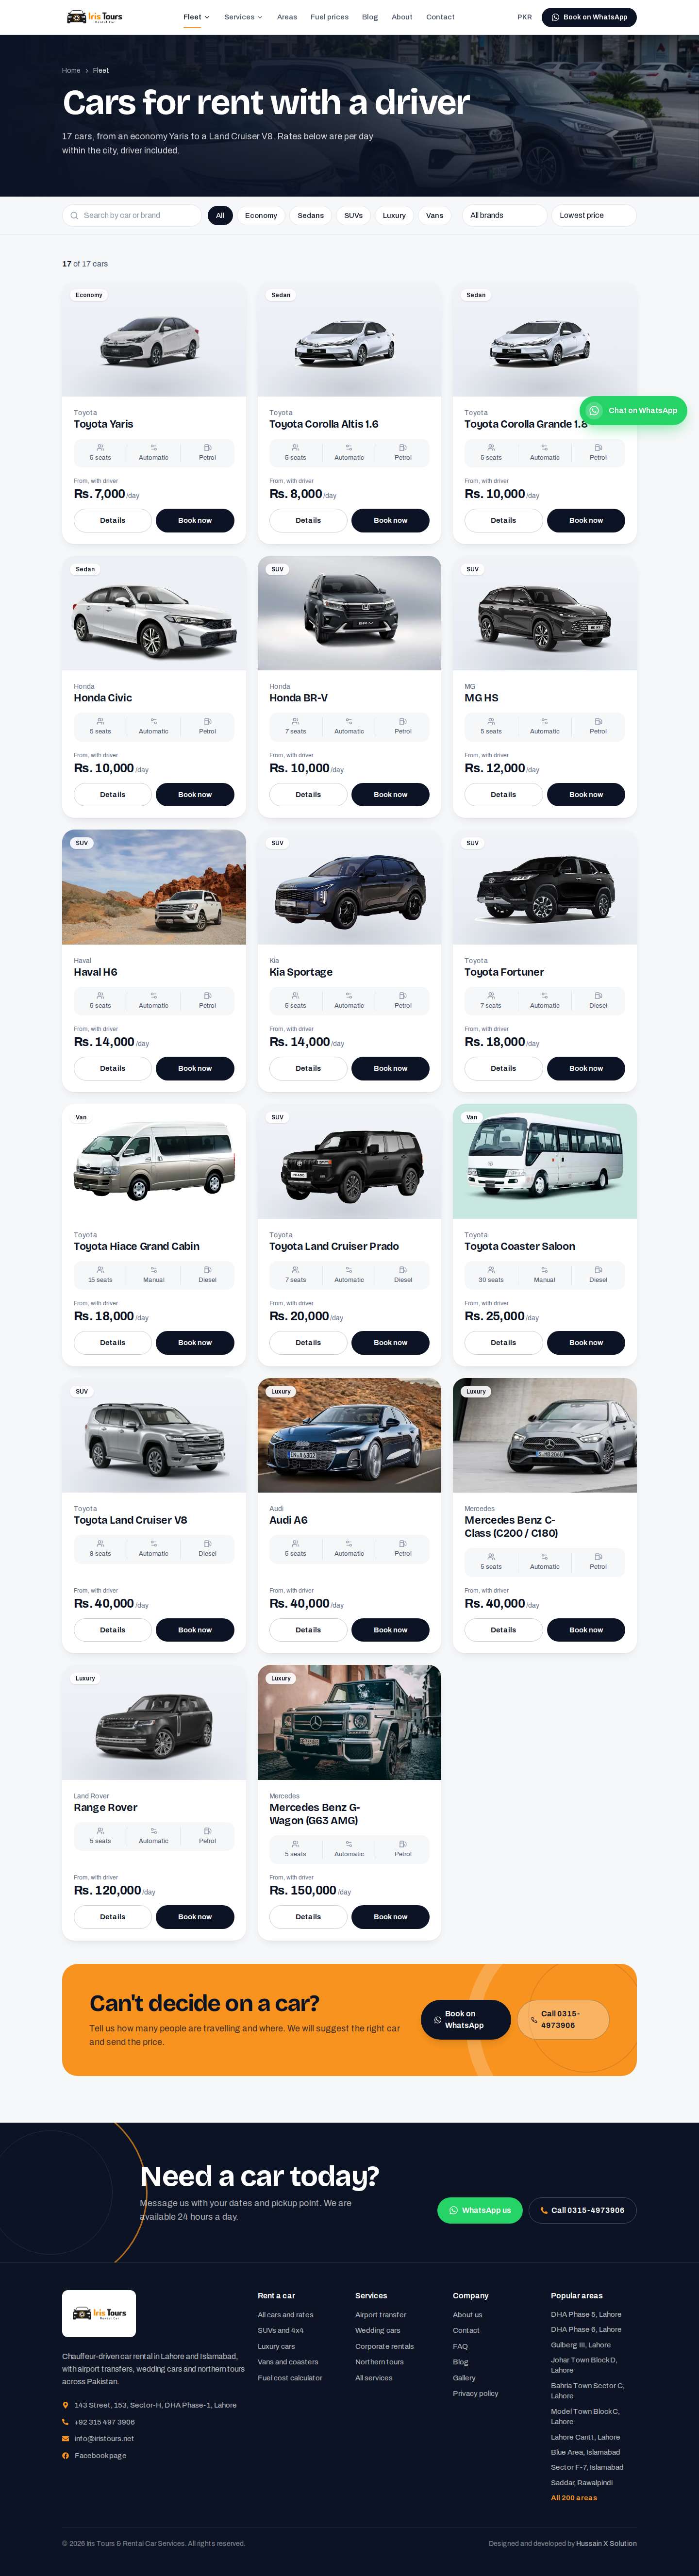 Iris Tours
Rental Car
Fleet
Services
Areas
Fuel prices
Blog
About
Contact
PKR
Book on WhatsApp
Home > Fleet
Cars for rent with a driver
17 cars, from an economy Yaris to a Land Cruiser V8. Rates below are per day
within the city, driver included.
Search by car or brand
All
Economy
Sedans
SUVs
Luxury
Vans
All brands
Lowest price
17 of 17 cars
Chat on WhatsApp
Economy
Toyota
Toyota Yaris
5 seats
Automatic
Petrol
From, with driver
Rs. 7,000 /day
Details
Book now
Sedan
Toyota
Toyota Corolla Altis 1.6
5 seats
Automatic
Petrol
From, with driver
Rs. 8,000 /day
Details
Book now
Sedan
Toyota
Toyota Corolla Grande 1.8
5 seats
Automatic
Petrol
From, with driver
Rs. 10,000 /day
Details
Book now
Sedan
Honda
Honda Civic
5 seats
Automatic
Petrol
From, with driver
Rs. 10,000 /day
Details
Book now
SUV
BR-V
Honda
Honda BR-V
7 seats
Automatic
Petrol
From, with driver
Rs. 10,000 /day
Details
Book now
SUV
MG
MG HS
5 seats
Automatic
Petrol
From, with driver
Rs. 12,000 /day
Details
Book now
SUV
Haval
Haval H6
5 seats
Automatic
Petrol
From, with driver
Rs. 14,000 /day
Details
Book now
SUV
Kia
Kia Sportage
5 seats
Automatic
Petrol
From, with driver
Rs. 14,000 /day
Details
Book now
SUV
Toyota
Toyota Fortuner
7 seats
Automatic
Diesel
From, with driver
Rs. 18,000 /day
Details
Book now
Van
Toyota
Toyota Hiace Grand Cabin
15 seats
Manual
Diesel
From, with driver
Rs. 18,000 /day
Details
Book now
SUV
Toyota
Toyota Land Cruiser Prado
7 seats
Automatic
Diesel
From, with driver
Rs. 20,000 /day
Details
Book now
Van
Toyota
Toyota Coaster Saloon
30 seats
Manual
Diesel
From, with driver
Rs. 25,000 /day
Details
Book now
SUV
Toyota
Toyota Land Cruiser V8
8 seats
Automatic
Diesel
From, with driver
Rs. 40,000 /day
Details
Book now
Luxury
Audi
Audi A6
5 seats
Automatic
Petrol
From, with driver
Rs. 40,000 /day
Details
Book now
Luxury
Mercedes
Mercedes Benz C-
Class (C200 / C180)
5 seats
Automatic
Petrol
From, with driver
Rs. 40,000 /day
Details
Book now
Luxury
Land Rover
Range Rover
5 seats
Automatic
Petrol
From, with driver
Rs. 120,000 /day
Details
Book now
Luxury
Mercedes
Mercedes Benz G-
Wagon (G63 AMG)
5 seats
Automatic
Petrol
From, with driver
Rs. 150,000 /day
Details
Book now
Can't decide on a car?
Tell us how many people are travelling and where. We will suggest the right car
and send the price.
Book on
WhatsApp
Call 0315-
4973906
Need a car today?
Message us with your dates and pickup point. We are
available 24 hours a day.
WhatsApp us
Call 0315-4973906
Iris Tours
Rental Car
Chauffeur-driven car rental in Lahore and Islamabad,
with airport transfers, wedding cars and northern tours
across Pakistan.
143 Street, 153, Sector-H, DHA Phase-1, Lahore
+92 315 497 3906
info@iristours.net
Facebook page
Rent a car
All cars and rates
SUVs and 4x4
Luxury cars
Vans and coasters
Fuel cost calculator
Services
Airport transfer
Wedding cars
Corporate rentals
Northern tours
All services
Company
About us
Contact
FAQ
Blog
Gallery
Privacy policy
Popular areas
DHA Phase 5, Lahore
DHA Phase 6, Lahore
Gulberg III, Lahore
Johar Town Block D,
Lahore
Bahria Town Sector C,
Lahore
Model Town Block C,
Lahore
Lahore Cantt, Lahore
Blue Area, Islamabad
Sector F-7, Islamabad
Saddar, Rawalpindi
All 200 areas
© 2026 Iris Tours & Rental Car Services. All rights reserved.
Designed and developed by Hussain X Solution